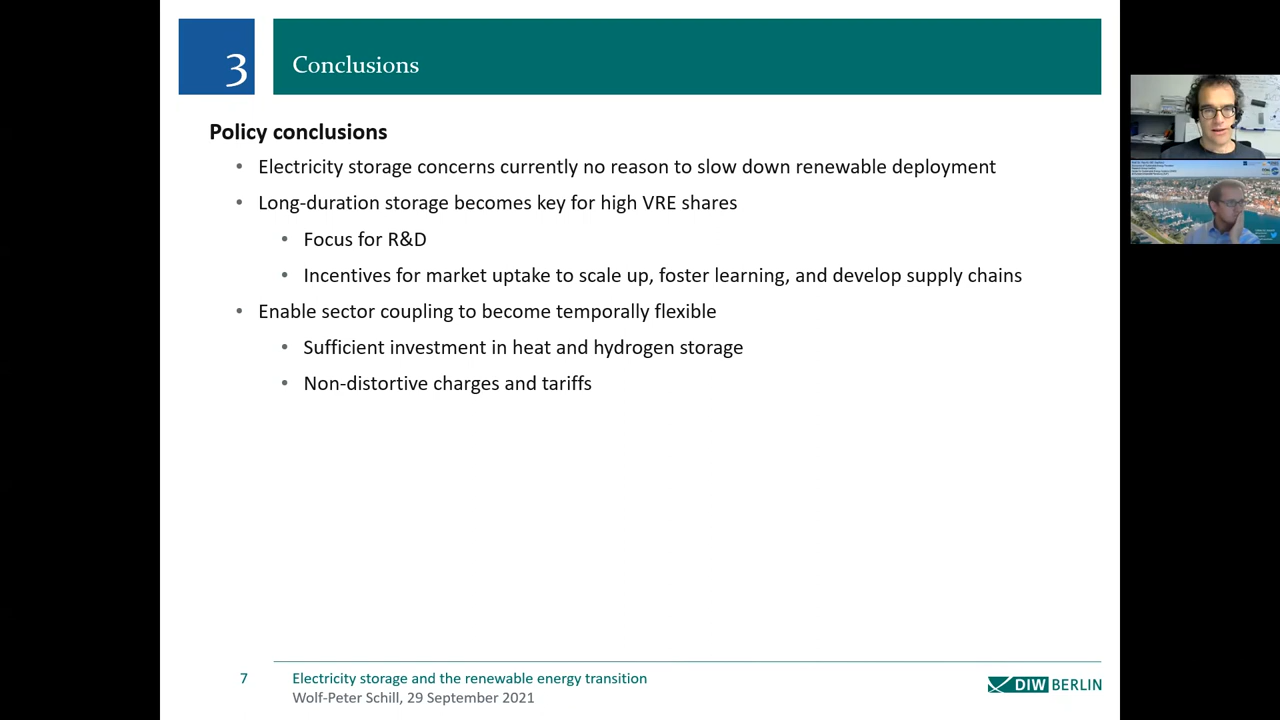 3
Conclusions
Policy conclusions
• Electricity storage concerns currently no reason to slow down renewable deployment
• Long-duration storage becomes key for high VRE shares
• Focus for R&D
• Incentives for market uptake to scale up, foster learning, and develop supply chains
• Enable sector coupling to become temporally flexible
• Sufficient investment in heat and hydrogen storage
• Non-distortive charges and tariffs
7
Electricity storage and the renewable energy transition
Wolf-Peter Schill, 29 September 2021
DIW BERLIN